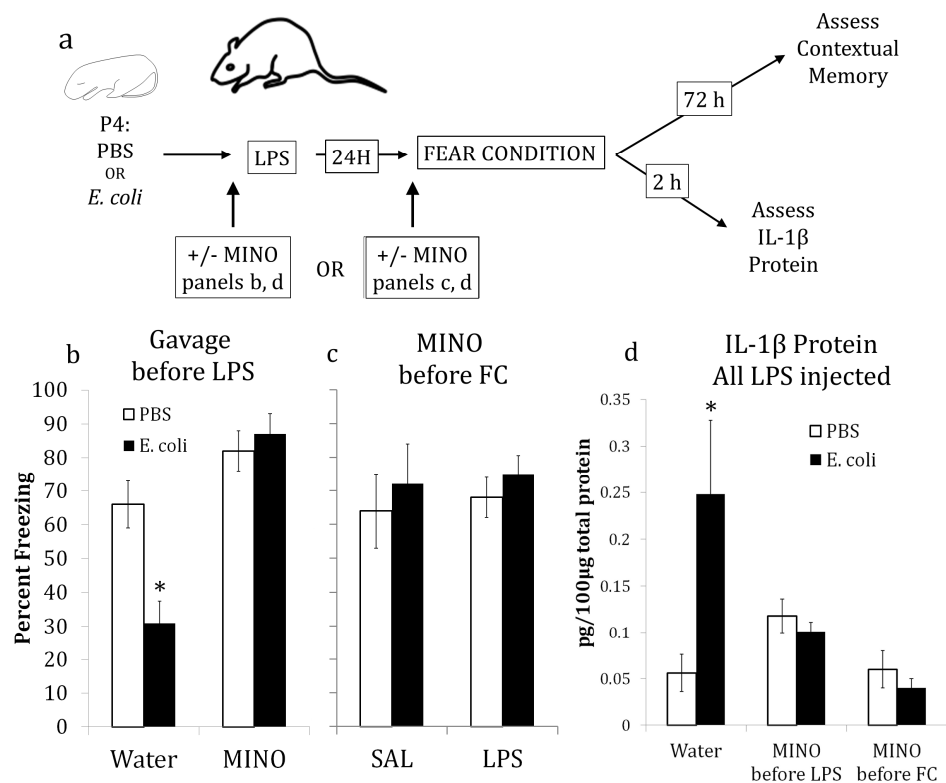 a
P4:
PBS
OR
E. coli
LPS
24H
FEAR CONDITION
72 h
2 h
Assess
Contextual
Memory
Assess
IL-1β
Protein
+/- MINO
panels b, d
OR
+/- MINO
panels c, d
b
Gavage
before LPS
100
90
80
70
60
50
40
30
20
10
0
Percent Freezing
PBS
E. coli
*
Water
MINO
c
MINO
before FC
SAL
LPS
d
IL-1β Protein
All LPS injected
0.35
0.3
0.25
0.2
0.15
0.1
0.05
0
pg/100μg total protein
*
PBS
E. coli
Water
MINO
before LPS
MINO
before FC